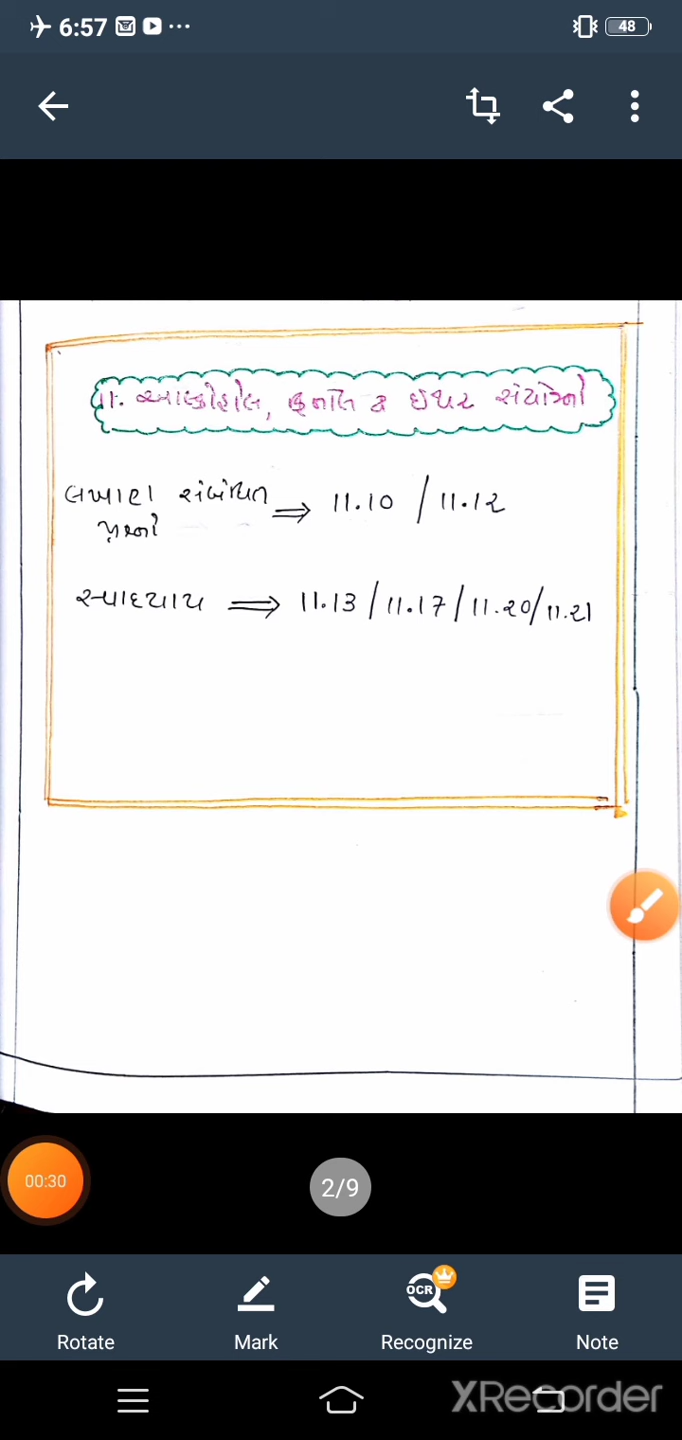 6:57
48
11. આલ્કોહોલ, ફિનોલ અને ઈથર સંયોજનો
લખાણ સંબંધિત ⇒ 11.10 / 11.12
પ્રશ્નો
સ્વાધ્યાય ⇒ 11.13 / 11.17 / 11.20/11.21
00:30
2/9
OCR
Rotate Mark Recognize Note
XRecorder